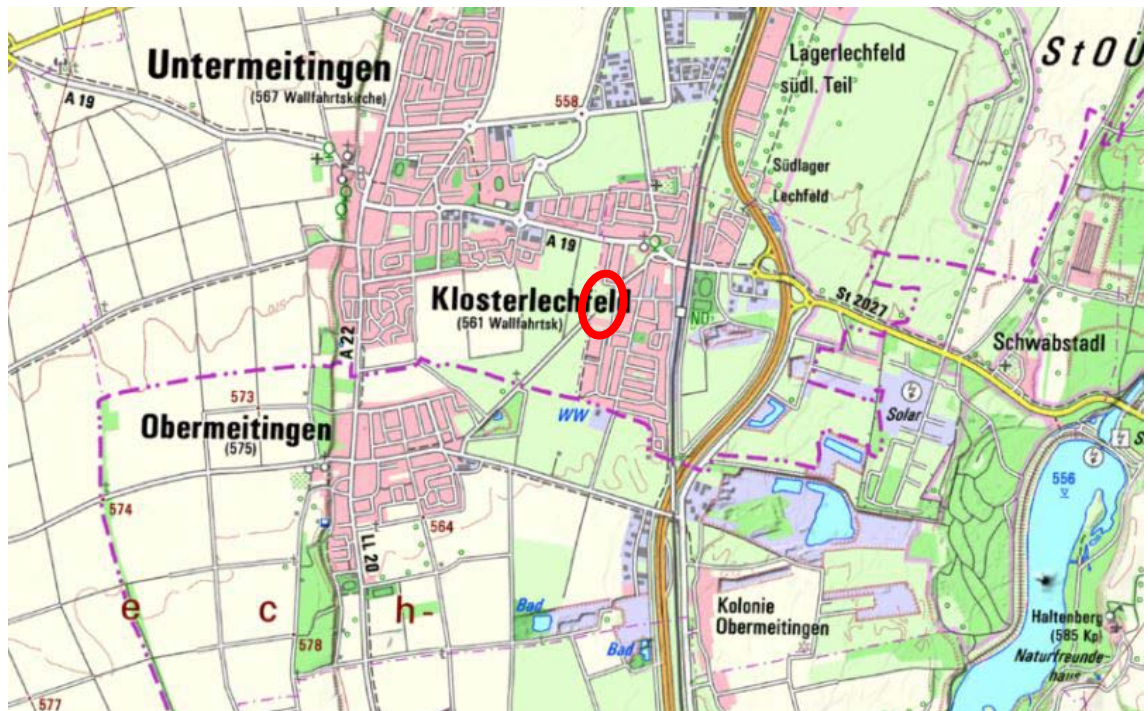 Untermeitingen
(567 Wallfahrtskirche)
A 19
558
Lagerlechfeld
südl. Teil
St OÜ
Südlager
Lechfeld
A 19
Klosterlechfeld
(561 Wallfahrtsk)
ND
St 2027
Schwabstadl
A 22
573
Obermeitingen
(575)
WW
Solar
556
574
564
LL 20
e c h-
578
577
Bad
Bad
Kolonie
Obermeitingen
Haltenberg
(585 Kp)
Naturfreunde-
haus